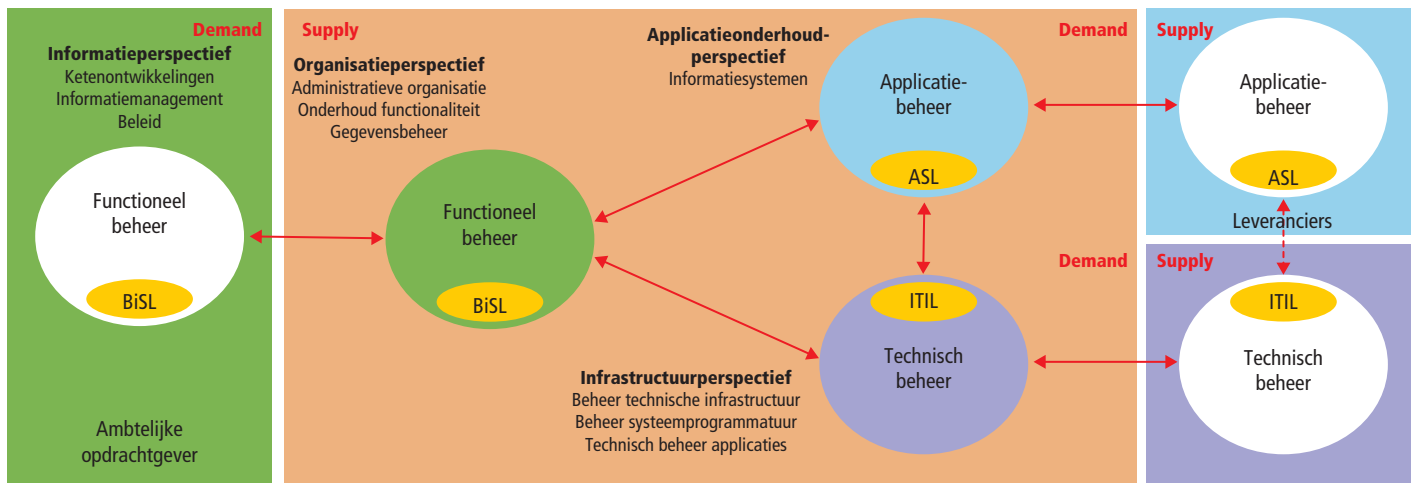 Demand
Informatieperspectief
Ketenontwikkelingen
Informatiemanagement
Beleid
Functioneel
beheer
BiSL
Ambtelijke
opdrachtgever
Supply
Organisatieperspectief
Administratieve organisatie
Onderhoud functionaliteit
Gegevensbeheer
Functioneel
beheer
BiSL
Applicatieonderhoud-
perspectief
Informatiesystemen
Demand
Applicatie-
beheer
ASL
Demand
ITIL
Technisch
beheer
Infrastructuurperspectief
Beheer technische infrastructuur
Beheer systeemprogrammatuur
Technisch beheer applicaties
Supply
Applicatie-
beheer
ASL
Leveranciers
Supply
ITIL
Technisch
beheer